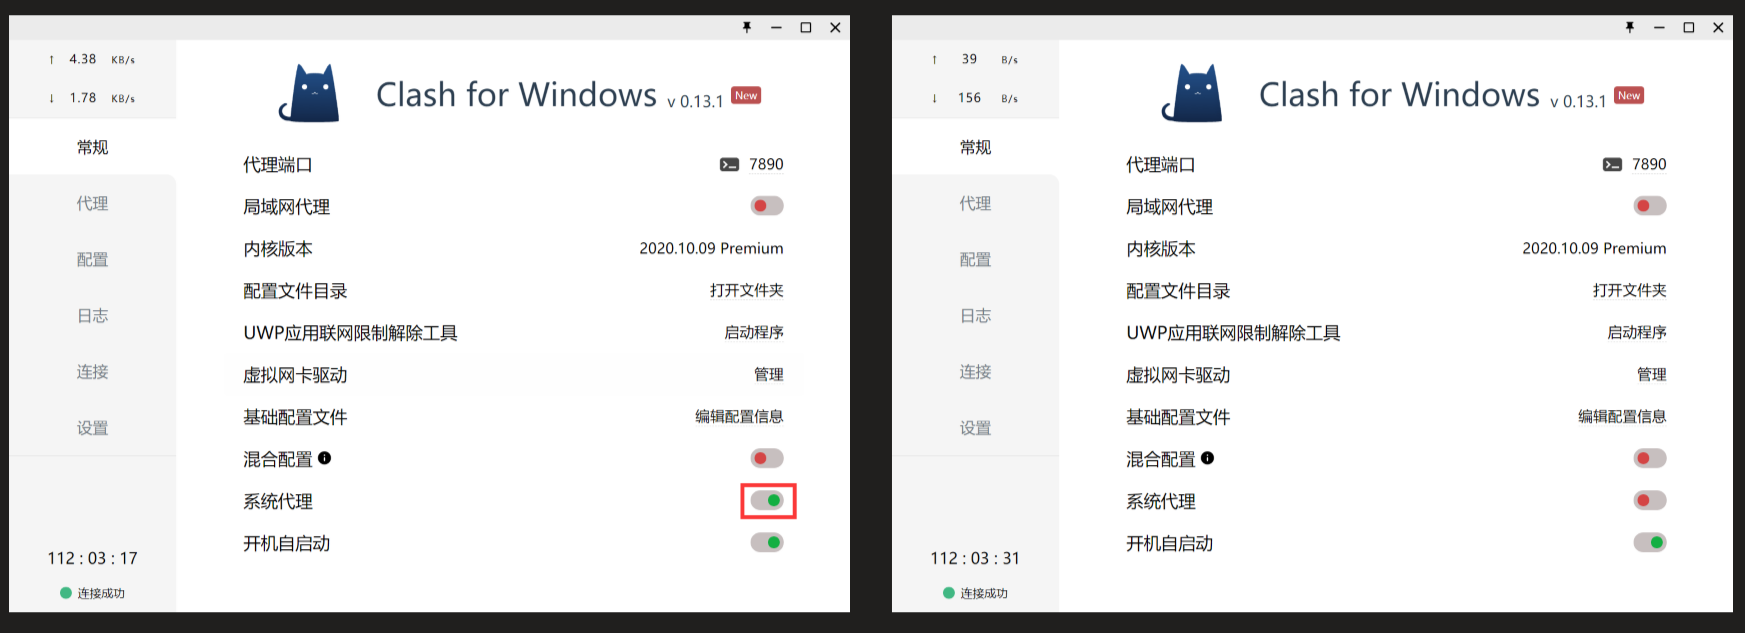 ↑ 4.38 KB/s
↓ 1.78 KB/s
常规
代理
配置
日志
连接
设置
112 : 03 : 17
连接成功
Clash for Windows v 0.13.1 New
代理端口 7890
局域网代理
内核版本 2020.10.09 Premium
配置文件目录 打开文件夹
UWP应用联网限制解除工具 启动程序
虚拟网卡驱动 管理
基础配置文件 编辑配置信息
混合配置
系统代理
开机自启动
↑ 39 B/s
↓ 156 B/s
常规
代理
配置
日志
连接
设置
112 : 03 : 31
连接成功
Clash for Windows v 0.13.1 New
代理端口 7890
局域网代理
内核版本 2020.10.09 Premium
配置文件目录 打开文件夹
UWP应用联网限制解除工具 启动程序
虚拟网卡驱动 管理
基础配置文件 编辑配置信息
混合配置
系统代理
开机自启动